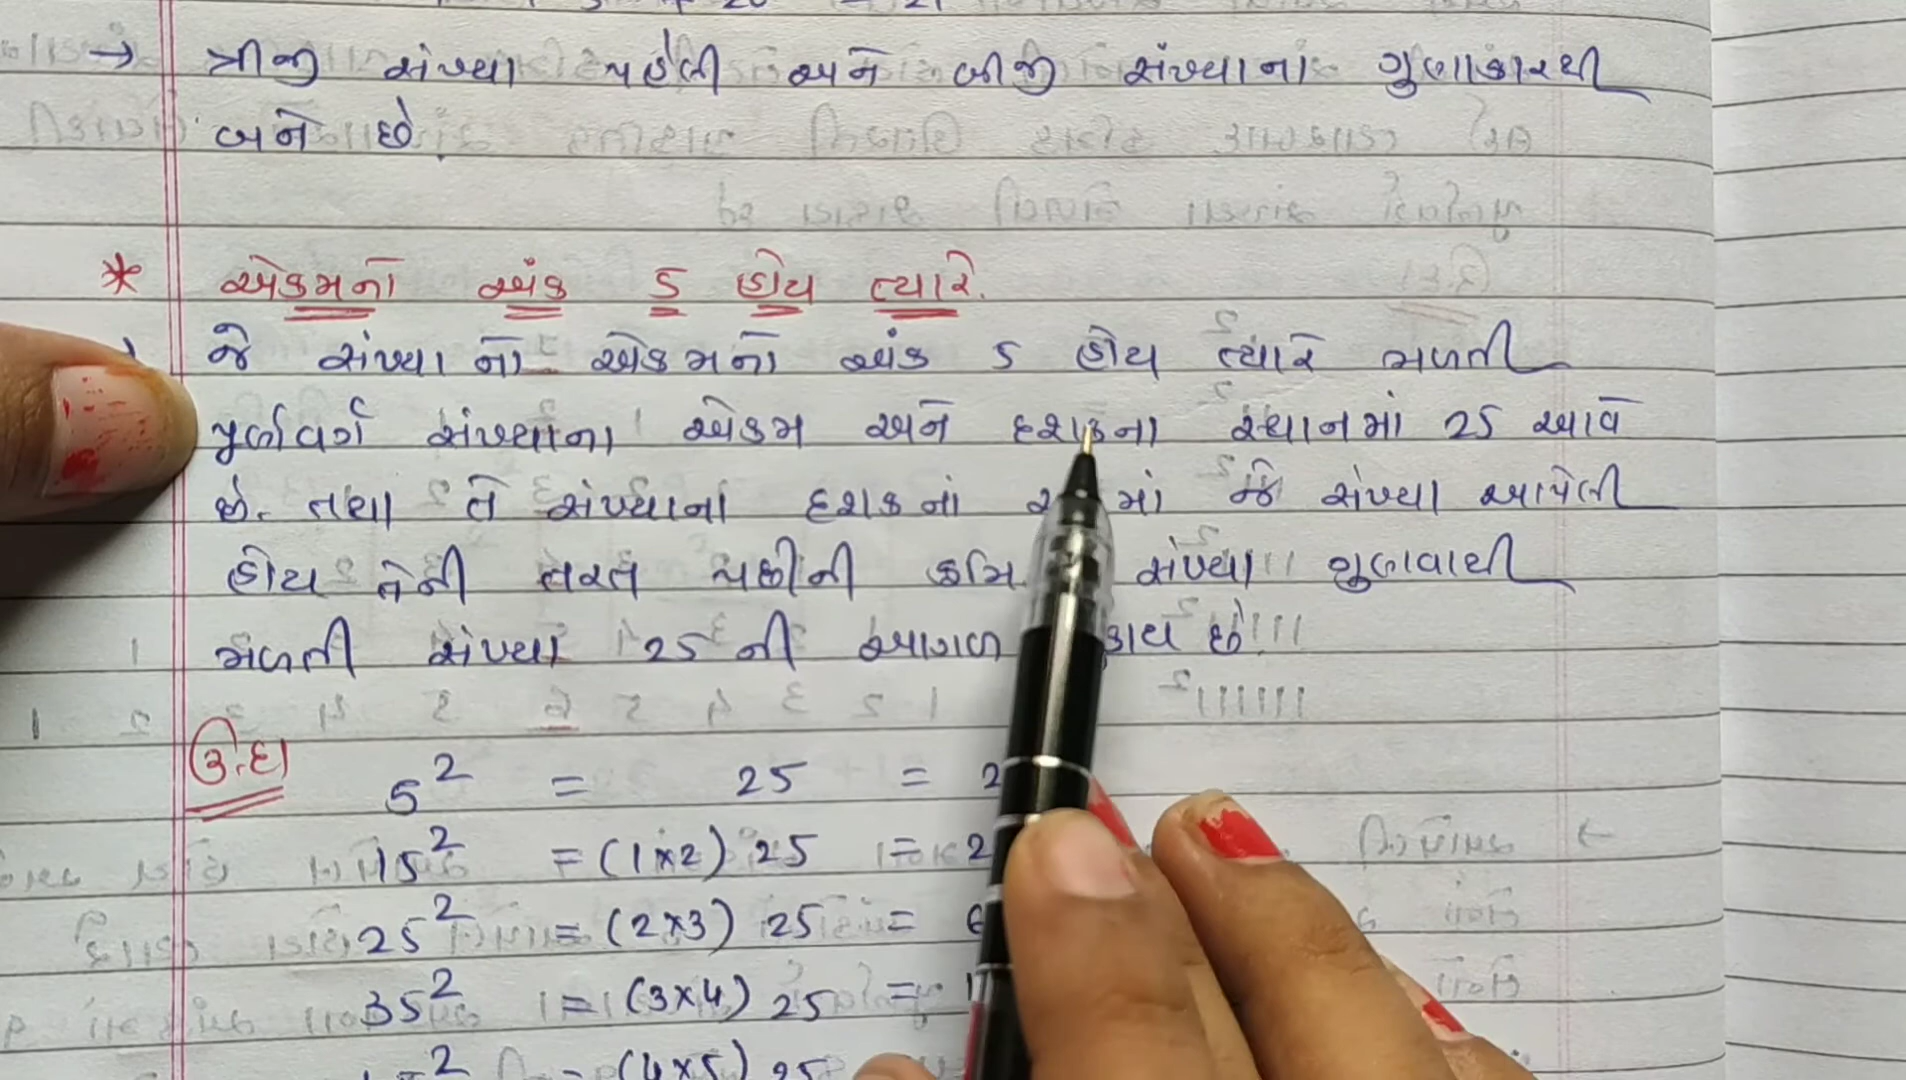 → ત્રીજી સંખ્યા પહેલી અને બીજી સંખ્યાનાં ગુણાકારથી
બને છે.
* એકમનો અંક 5 હોય ત્યારે.
જે સંખ્યાનો એકમનો અંક 5 હોય ત્યારે મળતી
પૂર્ણવર્ગ સંખ્યાના એકમ અને દશકના સ્થાનમાં 25 આવે
છે. તથા તે સંખ્યાનાં દશકનાં માં જે સંખ્યા આપેલી
હોય તેની તરત પછીની ક્રમિ સંખ્યા ગુણવાથી
મળતી સંખ્યા 25 ની આગળ છે.
ઉ.દા 5² = 25 = 2
15² = (1×2) 25 = 2
25² = (2×3) 25 = 6
35² = (3×4) 25 = 1
² = (4×5) 25